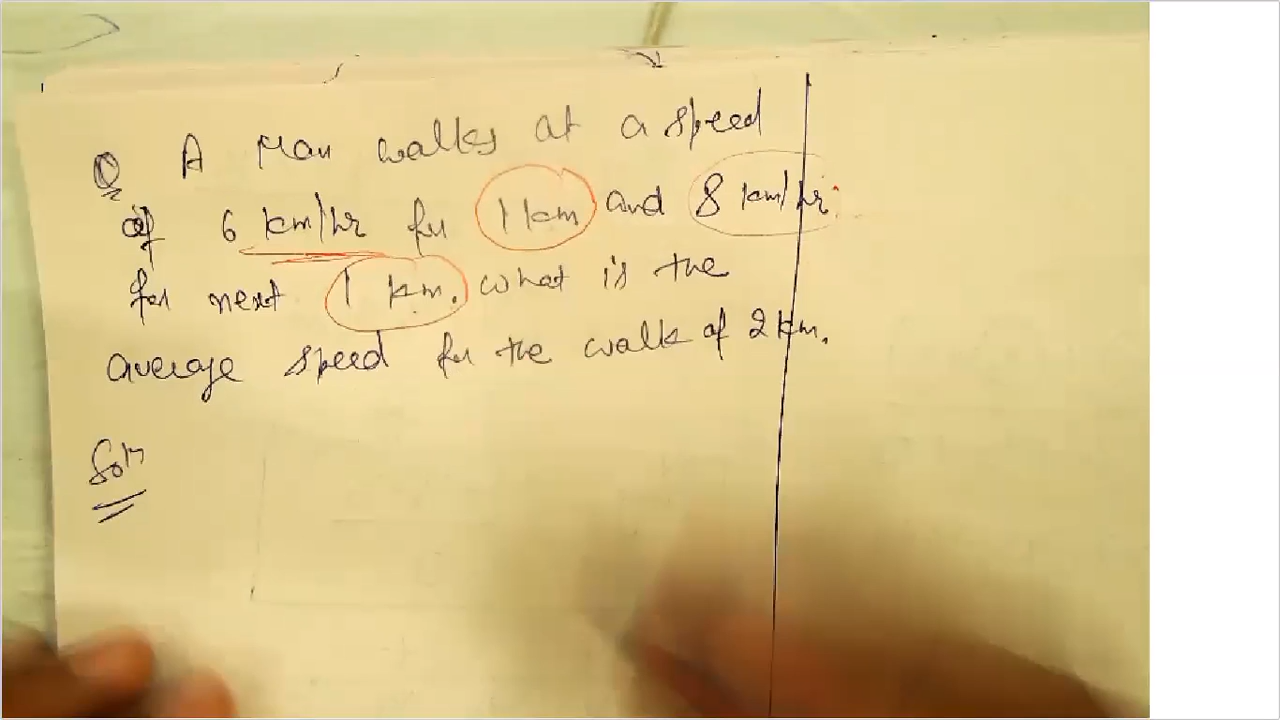 Q A Man walks at a speed
of 6 km/hr for 1 km and 8 km/hr
for next 1 km. what is the
average speed for the walk of 2 km.
Soln